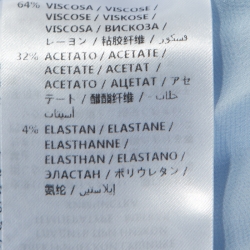 64% VISCOSA / VISCOSE /
VISCOSE / VISKOSE /
VISCOSA / ВИСКОЗА /
レーヨン / 粘胶纤维 / فسكوز
32% ACETATO / ACETATE /
ACETATE / ACETAT /
ACETATO / АЦЕТАТ / アセ
テート / 醋酯纤维 /
4% ELASTAN / ELASTANE /
ELASTHANNE /
ELASTHAN / ELASTANO /
ЭЛАСТАН / ポリウレタン /
氨纶 / إيلاستين